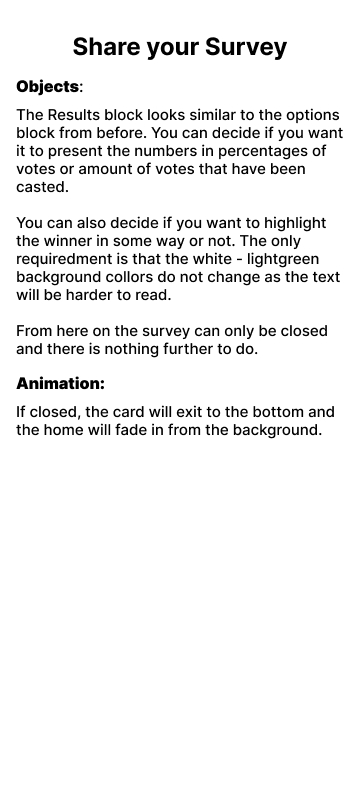 Share your Survey
Objects:
The Results block looks similar to the options
block from before. You can decide if you want
it to present the numbers in percentages of
votes or amount of votes that have been
casted.
You can also decide if you want to highlight
the winner in some way or not. The only
requiredment is that the white - lightgreen
background collors do not change as the text
will be harder to read.
From here on the survey can only be closed
and there is nothing further to do.
Animation:
If closed, the card will exit to the bottom and
the home will fade in from the background.